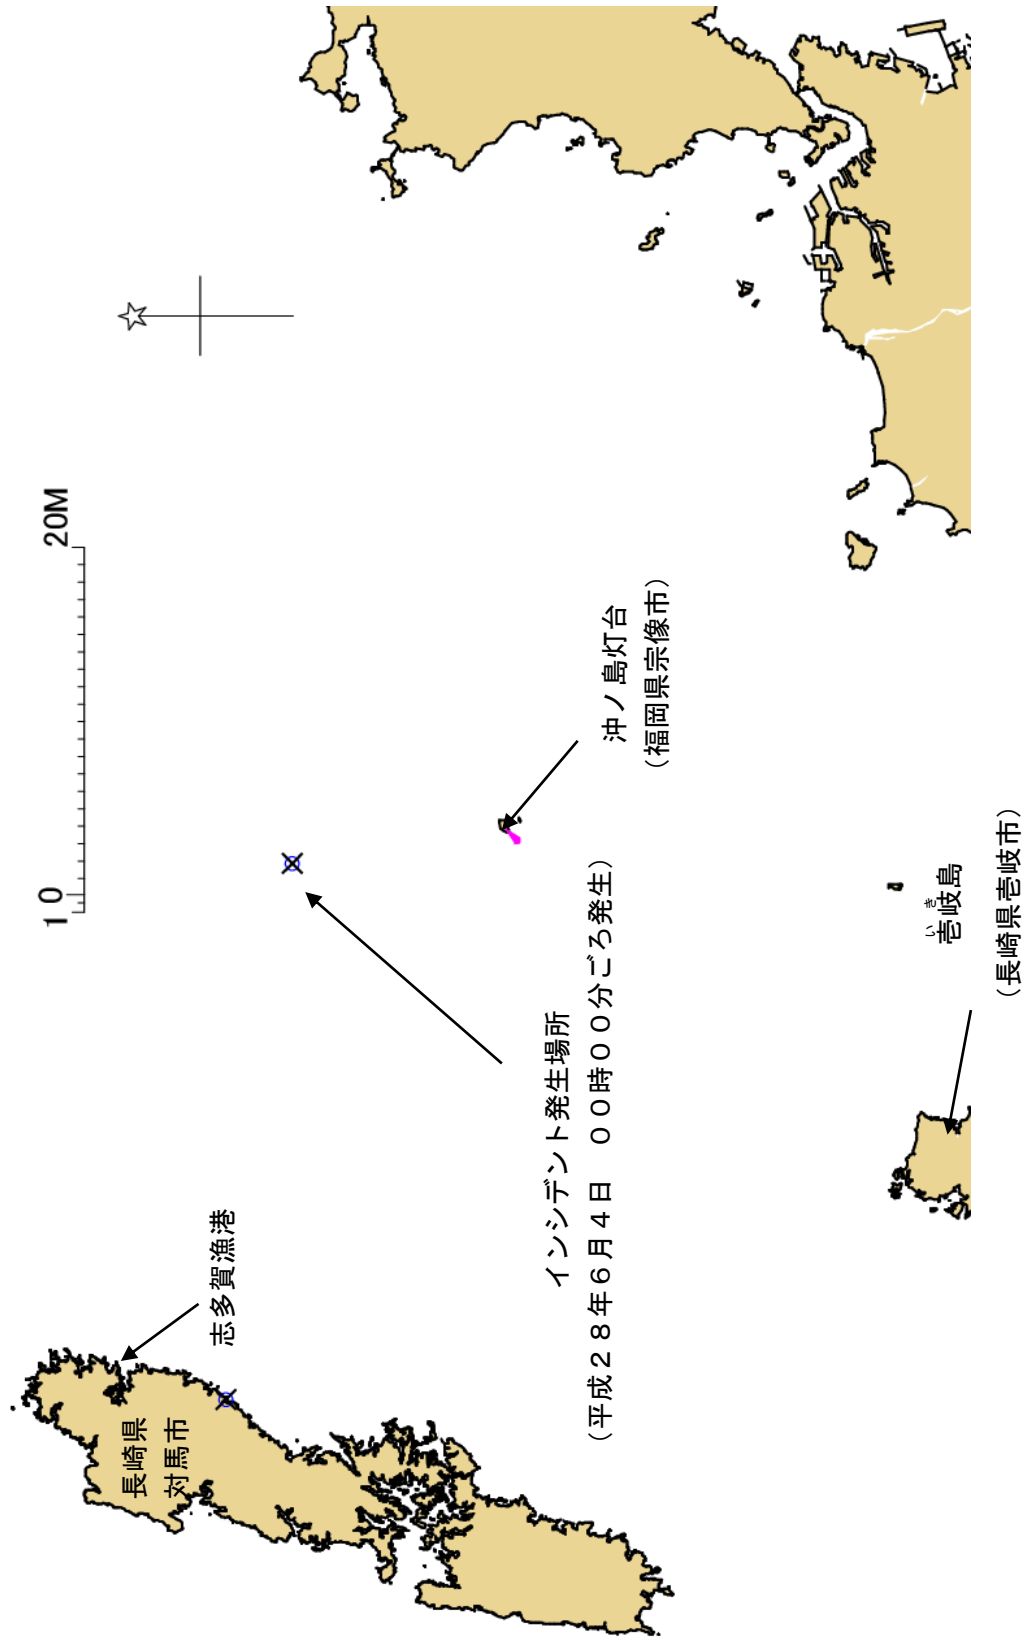 1 0
20M
長崎県
対馬市
志多賀漁港
インシデント発生場所
（平成２８年６月４日　００時００分ごろ発生）
沖ノ島灯台
（福岡県宗像市）
いき
壱岐島
（長崎県壱岐市）